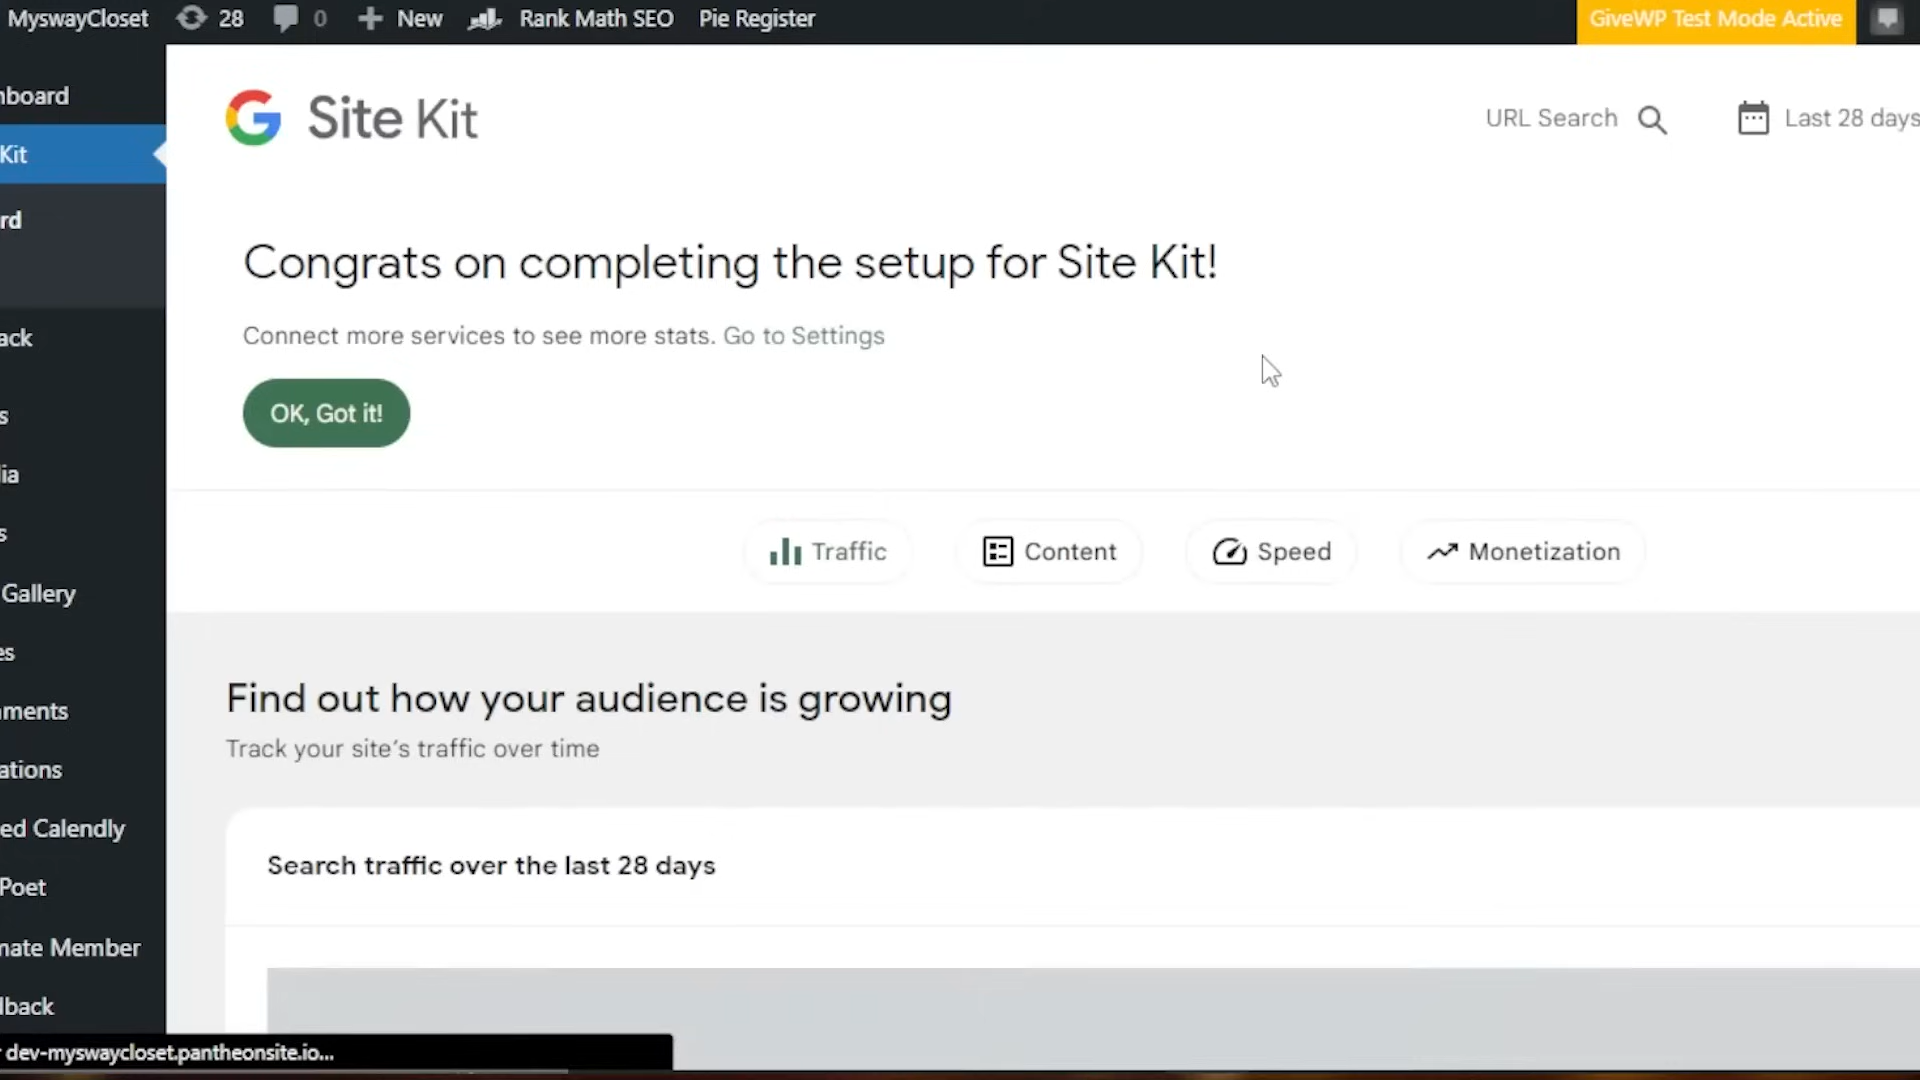 MyswayCloset 28 0 New Rank Math SEO Pie Register GiveWP Test Mode Active
board
Site Kit URL Search Last 28 days
Kit
rd
Congrats on completing the setup for Site Kit!
Connect more services to see more stats. Go to Settings
ack
OK, Got it!
s
ia
s
Traffic Content Speed Monetization
Gallery
es
Find out how your audience is growing
ments
Track your site's traffic over time
ations
ed Calendly
Search traffic over the last 28 days
Poet
mate Member
dback
dev-myswaycloset.pantheonsite.io...